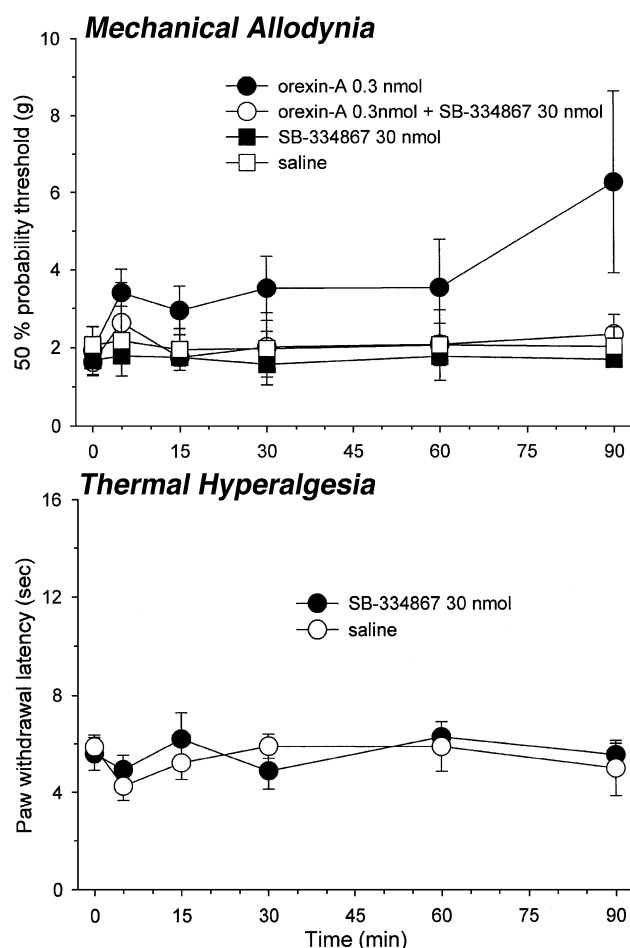 Mechanical Allodynia
10
8
6
4
2
0
50 % probability threshold (g)
orexin-A 0.3 nmol
orexin-A 0.3nmol + SB-334867 30 nmol
SB-334867 30 nmol
saline
0 15 30 45 60 75 90
Thermal Hyperalgesia
16
12
8
4
0
Paw withdrawal latency (sec)
SB-334867 30 nmol
saline
0 15 30 45 60 75 90
Time (min)